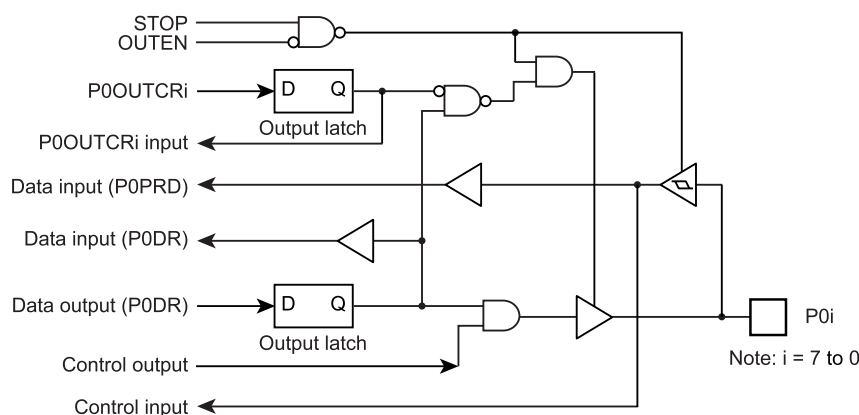 STOP
OUTEN
P0OUTCRi
D Q
Output latch
P0OUTCRi input
Data input (P0PRD)
Data input (P0DR)
Data output (P0DR)
D Q
Output latch
P0i
Control output
Note: i = 7 to 0
Control input